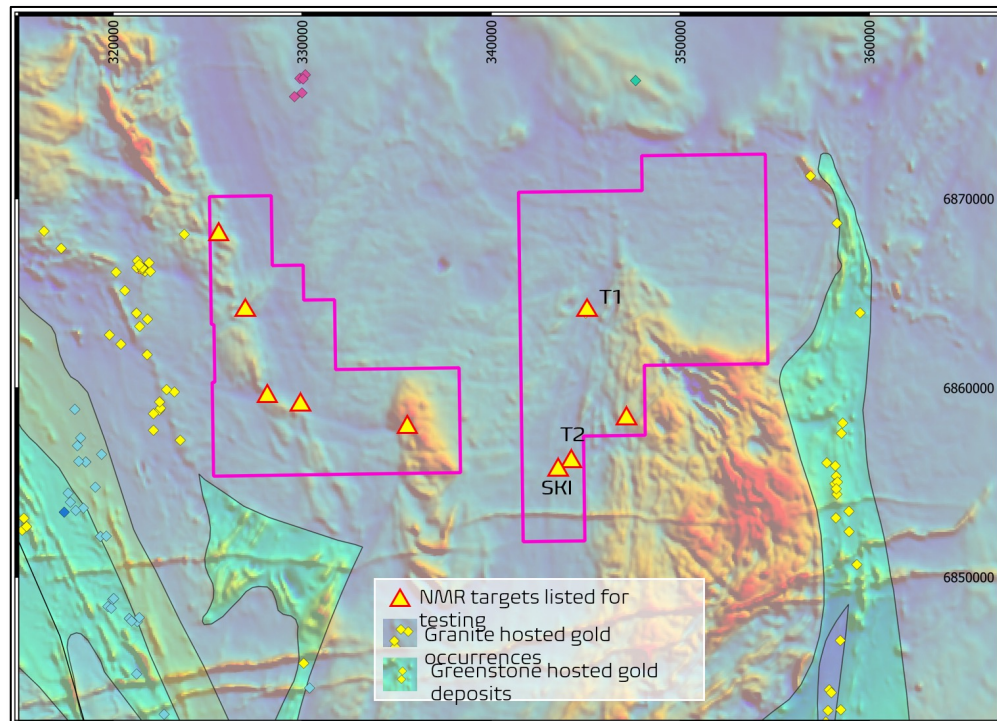 320000
330000
340000
350000
360000
6870000
T1
6860000
T2
SKI
6850000
NMR targets listed for
testing
Granite hosted gold
occurrences
Greenstone hosted gold
deposits